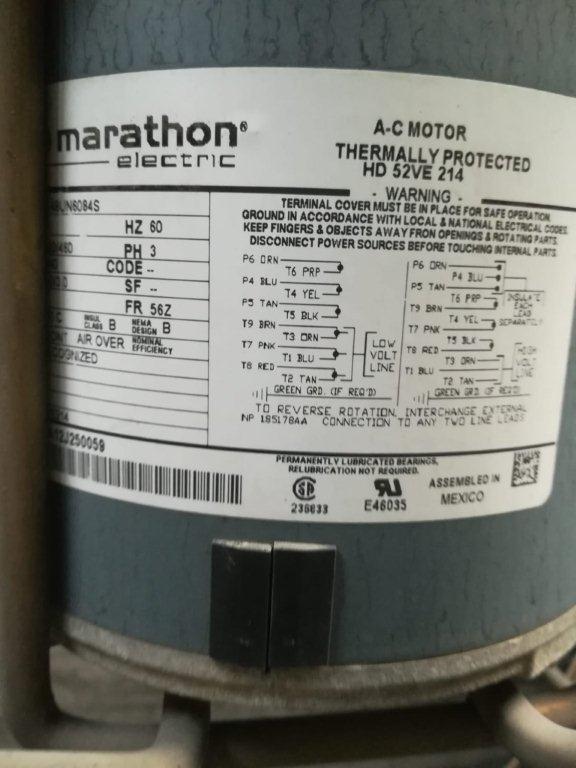 marathon®
electric
A-C MOTOR
THERMALLY PROTECTED
HD 52VE 214
- WARNING -
TERMINAL COVER MUST BE IN PLACE FOR SAFE OPERATION.
GROUND IN ACCORDANCE WITH LOCAL & NATIONAL ELECTRICAL CODES.
KEEP FINGERS & OBJECTS AWAY FROM OPENINGS & ROTATING PARTS.
DISCONNECT POWER SOURCES BEFORE TOUCHING INTERNAL PARTS.
HZ 60
PH 3
CODE --
SF --
FR 56Z
INSUL CLASS B NEMA DESIGN B
AIR OVER NOMINAL EFFICIENCY
P6 ORN
T6 PRP
P4 BLU
T4 YEL
P5 TAN
T5 BLK
T9 BRN
T3 ORN
T7 PNK
T1 BLU
T8 RED
T2 TAN
LOW
VOLT
LINE
GREEN GRD. (IF REQ'D)
P6 ORN
P4 BLU
P5 TAN
T6 PRP
T9 BRN
T4 YEL
T7 PNK
T5 BLK
T8 RED
T3 ORN
T1 BLU
T2 TAN
INSULATE
EACH
LEAD
SEPARATELY
HIGH
VOLT
LINE
GREEN GRD. (IF REQ'D)
TO REVERSE ROTATION, INTERCHANGE EXTERNAL
NP 185178AA CONNECTION TO ANY TWO LINE LEADS
PERMANENTLY LUBRICATED BEARINGS,
RELUBRICATION NOT REQUIRED.
236833
E46035
ASSEMBLED IN
MEXICO